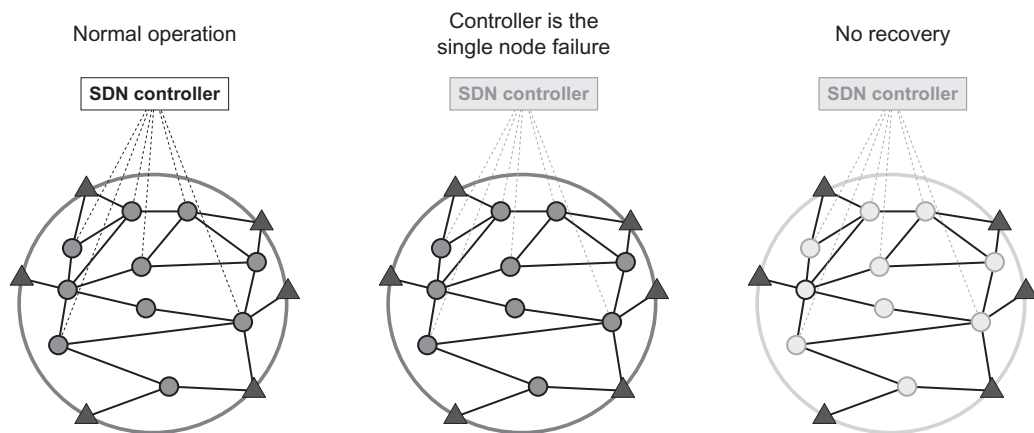 Normal operation
SDN controller
Controller is the
single node failure
SDN controller
No recovery
SDN controller